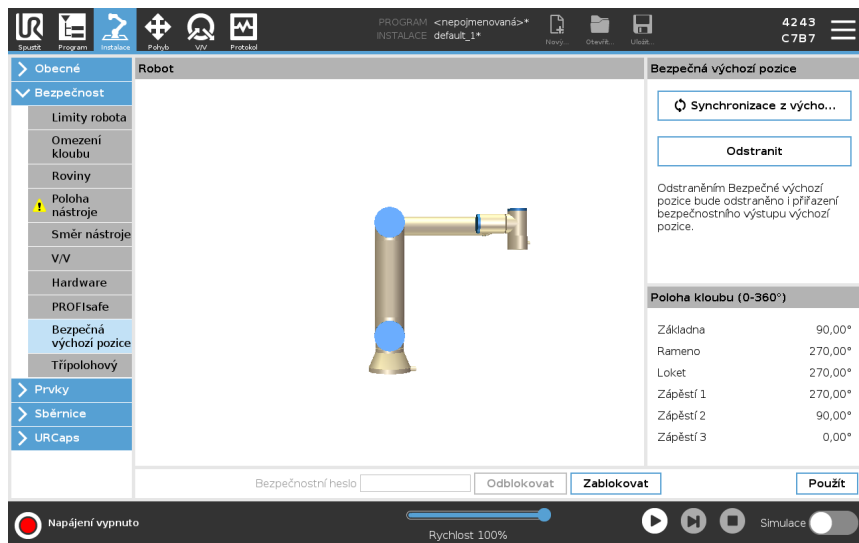 UR
Spustit
Program
Instalace
Pohyb
V/V
Protokol
PROGRAM <nepojmenovaná>*
INSTALACE default_1*
Nový...
Otevřít...
Uložit...
4243
C7B7
Obecné
Bezpečnost
Limity robota
Omezení
kloubu
Roviny
Poloha
nástroje
Směr nástroje
V/V
Hardware
PROFIsafe
Bezpečná
výchozí pozice
Třípolohový
Prvky
Sběrnice
URCaps
Robot
Bezpečná výchozí pozice
Synchronizace z výcho...
Odstranit
Odstraněním Bezpečné výchozí
pozice bude odstraněno i přiřazení
bezpečnostního výstupu výchozí
pozice.
Poloha kloubu (0-360°)
Základna 90,00°
Rameno 270,00°
Loket 270,00°
Zápěstí 1 270,00°
Zápěstí 2 90,00°
Zápěstí 3 0,00°
Bezpečnostní heslo
Odblokovat
Zablokovat
Použít
Napájení vypnuto
Rychlost 100%
Simulace